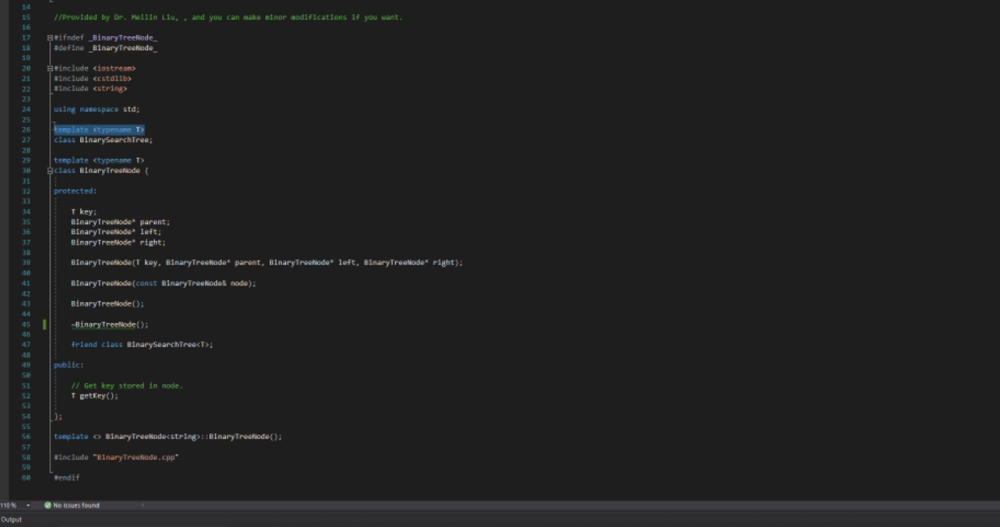 14
15 //Provided by Dr. Meilin Liu, , and you can make minor modifications if you want.
16
17 #ifndef _BinaryTreeNode_
18 #define _BinaryTreeNode_
19
20 #include <iostream>
21 #include <cstdlib>
22 #include <string>
23
24 using namespace std;
25
26 template <typename T>
27 class BinarySearchTree;
28
29 template <typename T>
30 class BinaryTreeNode {
31
32 protected:
33
34 T key;
35 BinaryTreeNode* parent;
36 BinaryTreeNode* left;
37 BinaryTreeNode* right;
38
39 BinaryTreeNode(T key, BinaryTreeNode* parent, BinaryTreeNode* left, BinaryTreeNode* right);
40
41 BinaryTreeNode(const BinaryTreeNode& node);
42
43 BinaryTreeNode();
44
45 ~BinaryTreeNode();
46
47 friend class BinarySearchTree<T>;
48
49 public:
50
51 // Get key stored in node.
52 T getKey();
53
54 };
55
56 template <> BinaryTreeNode<string>::BinaryTreeNode();
57
58 #include "BinaryTreeNode.cpp"
59
60 #endif
110 % No issues found
Output